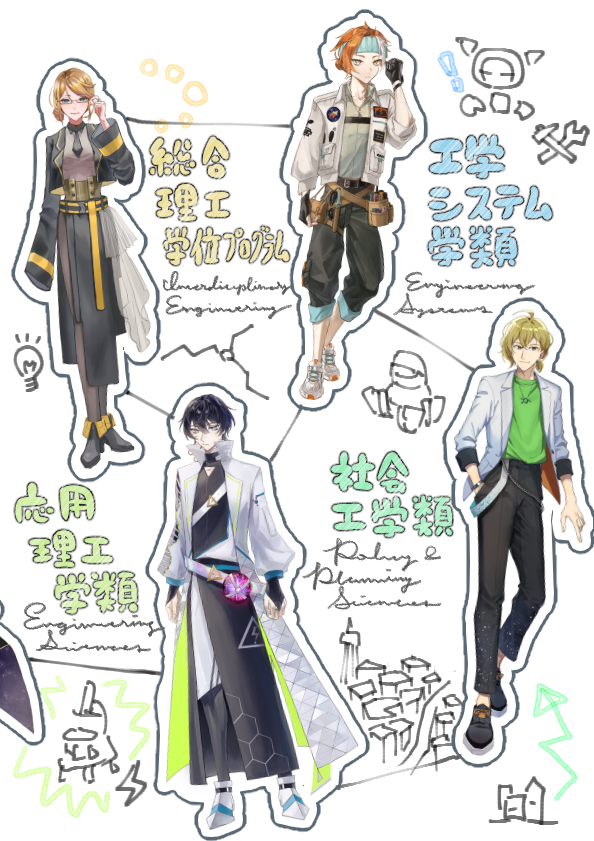 総合
理工
学位プログラム
Inerdiciplinary
Engineering
工学
システム
学類
Engineering
Systems
社会
工学類
Policy &
Planning
Sciences
応用
理工
学類
Engineering
Sciences